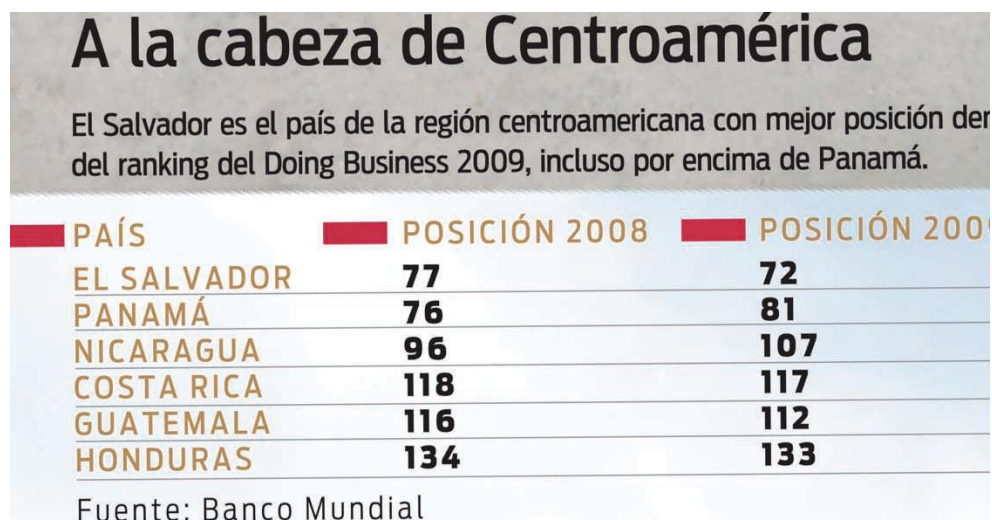 A la cabeza de Centroamérica
El Salvador es el país de la región centroamericana con mejor posición
del ranking del Doing Business 2009, incluso por encima de Panamá.
PAÍS POSICIÓN 2008 POSICIÓN
EL SALVADOR 77 72
PANAMÁ 76 81
NICARAGUA 96 107
COSTA RICA 118 117
GUATEMALA 116 112
HONDURAS 134 133
Fuente: Banco Mundial